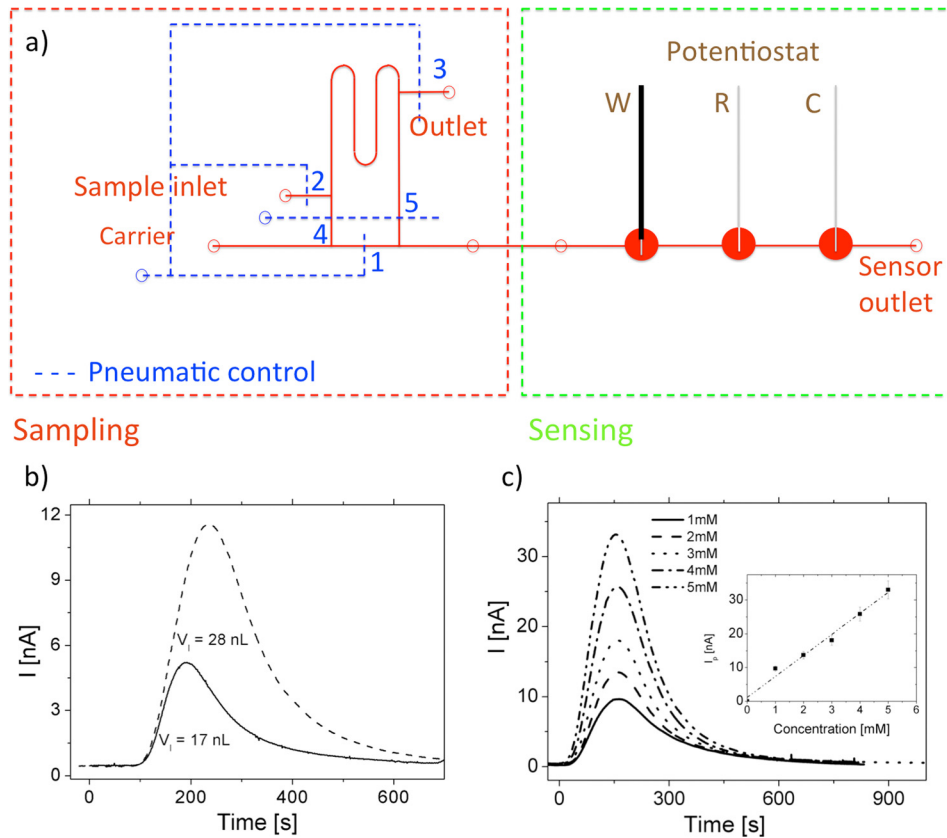 a)
Potentiostat
W
R
C
3
Outlet
2
Sample inlet
5
Carrier
4
1
Sensor
outlet
--- Pneumatic control
Sampling
Sensing
b)
I [nA]
12
9
6
3
0
V_I = 28 nL
V_I = 17 nL
0 200 400 600
Time [s]
c)
I [nA]
30
20
10
0
1mM
2mM
3mM
4mM
5mM
I_p [nA]
30
20
10
0
0 1 2 3 4 5 6
Concentration [mM]
0 300 600 900
Time [s]